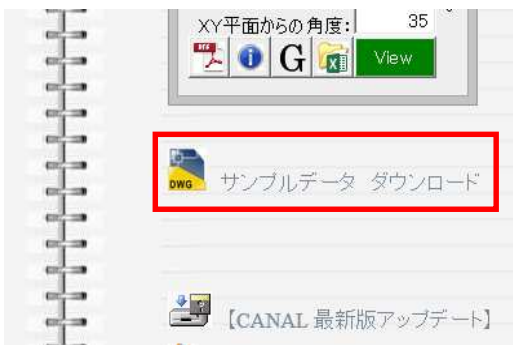 XY平面からの角度: 35 °
PDF i G View
DWG サンプルデータ ダウンロード
【CANAL 最新版アップデート】